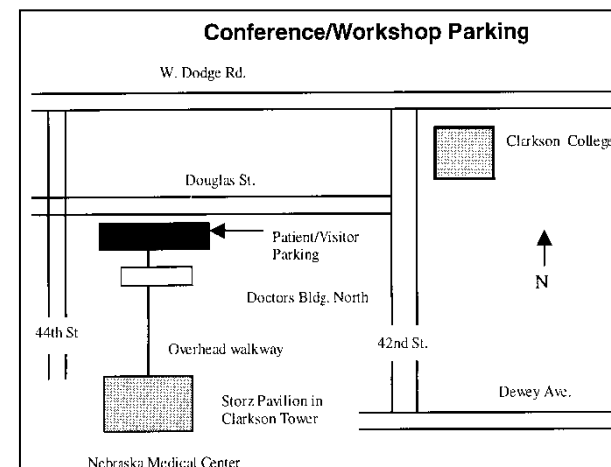 Conference/Workshop Parking
W. Dodge Rd.
Clarkson College
Douglas St.
Patient/Visitor
Parking
N
Doctors Bldg. North
44th St
42nd St.
Overhead walkway
Dewey Ave.
Storz Pavilion in
Clarkson Tower
Nebraska Medical Center